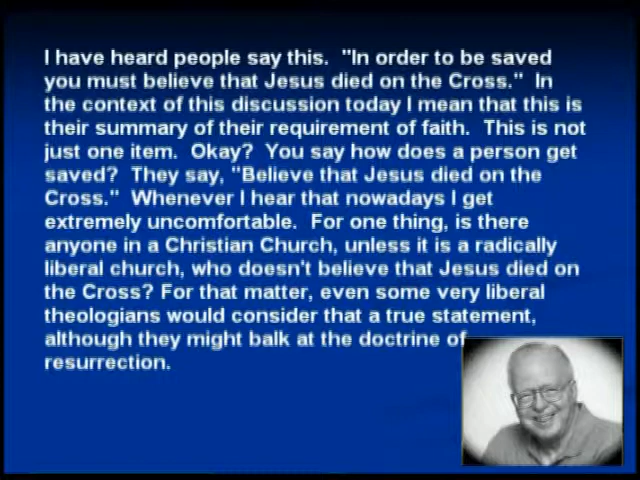 I have heard people say this.  "In order to be saved
you must believe that Jesus died on the Cross."  In
the context of this discussion today I mean that this is
their summary of their requirement of faith.  This is not
just one item.  Okay?  You say how does a person get
saved?  They say, "Believe that Jesus died on the
Cross."  Whenever I hear that nowadays I get
extremely uncomfortable.  For one thing, is there
anyone in a Christian Church, unless it is a radically
liberal church, who doesn't believe that Jesus died on
the Cross? For that matter, even some very liberal
theologians would consider that a true statement,
although they might balk at the doctrine of
resurrection.